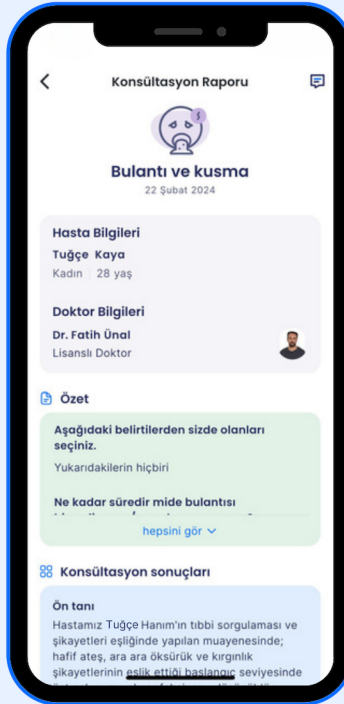 Konsültasyon Raporu
Bulantı ve kusma
22 Şubat 2024
Hasta Bilgileri
Tuğçe Kaya
Kadın 28 yaş
Doktor Bilgileri
Dr. Fatih Ünal
Lisanslı Doktor
Özet
Aşağıdaki belirtilerden sizde olanları
seçiniz.
Yukarıdakilerin hiçbiri
Ne kadar süredir mide bulantısı
hepsini gör
Konsültasyon sonuçları
Ön tanı
Hastamız Tuğçe Hanım'ın tıbbi sorgulaması ve
şikayetleri eşliğinde yapılan muayenesinde;
hafif ateş, ara ara öksürük ve kırgınlık
şikayetlerinin eşlik ettiği başlangıç seviyesinde